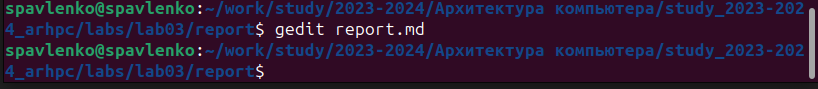 spavlenko@spavlenko:~/work/study/2023-2024/Архитектура компьютера/study_2023-202
4_arhpc/labs/lab03/report$ gedit report.md
spavlenko@spavlenko:~/work/study/2023-2024/Архитектура компьютера/study_2023-202
4_arhpc/labs/lab03/report$